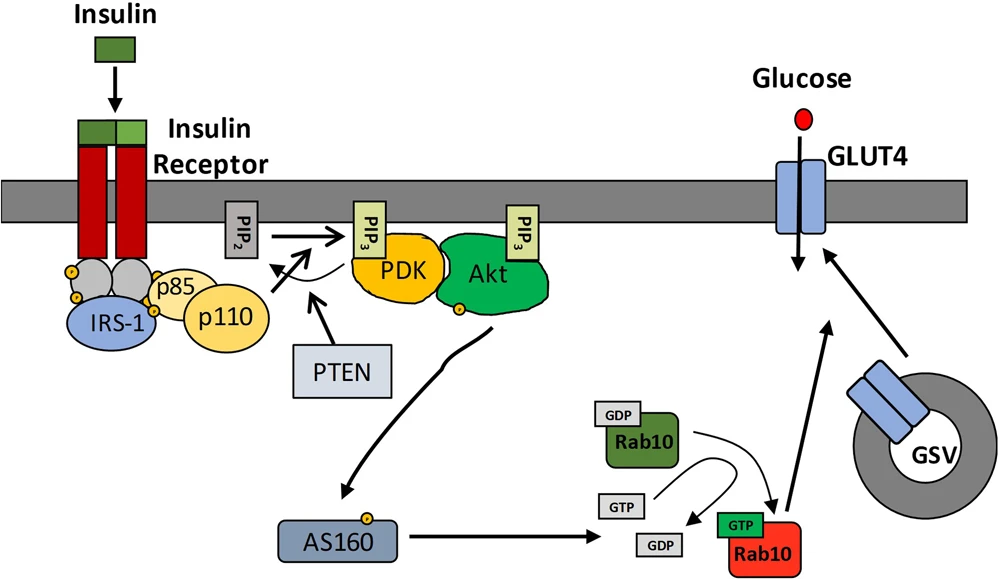 Insulin
Insulin
Receptor
Glucose
GLUT4
PIP2
PIP3
PIP3
PDK
Akt
p85
p110
IRS-1
P
P
P
P
P
PTEN
GDP
Rab10
GSV
GTP
GDP
GTP
Rab10
P
AS160